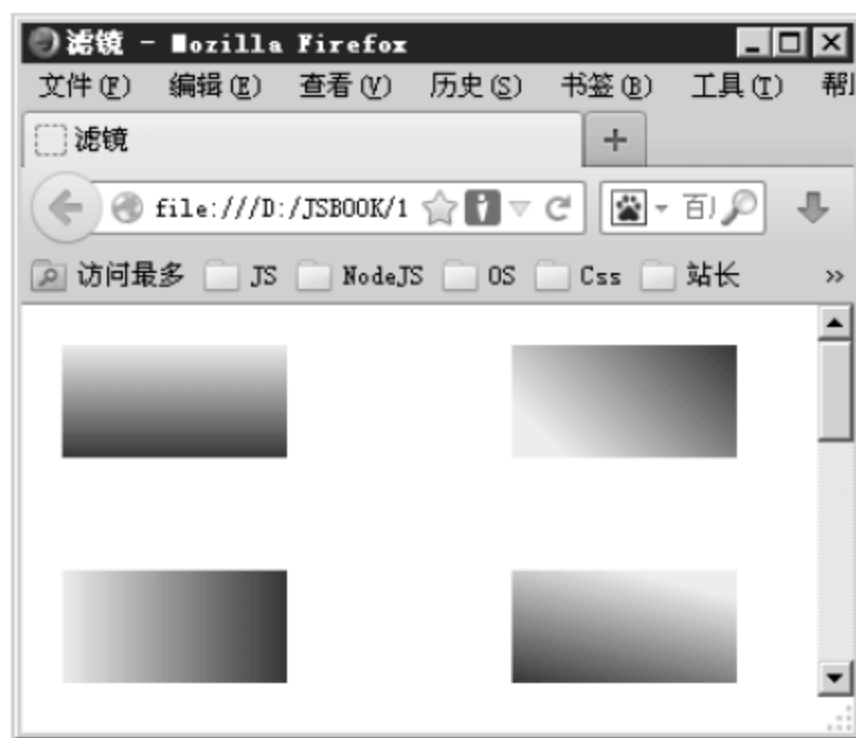 滤镜 - Mozilla Firefox
文件(F) 编辑(E) 查看(V) 历史(S) 书签(B) 工具(T)
滤镜
file:///D:/JSBOOK/1 百
访问最多 JS NodeJS OS Css 站长 »